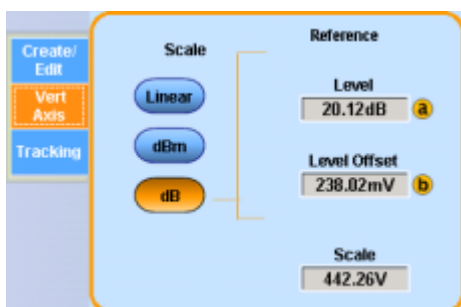 Create/
Edit
Vert
Axis
Tracking
Scale
Linear
dBm
dB
Reference
Level
20.12dB a
Level Offset
238.02mV b
Scale
442.26V